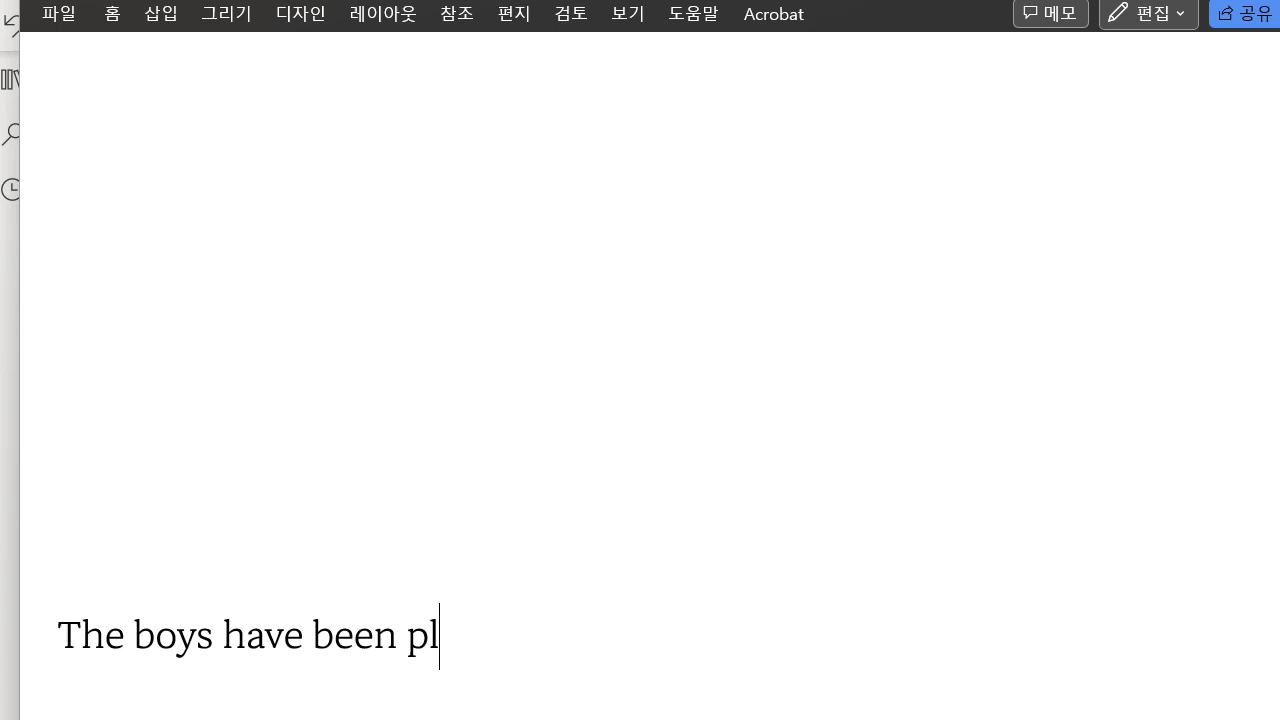 파일 홈 삽입 그리기 디자인 레이아웃 참조 편지 검토 보기 도움말 Acrobat 메모 편집 공유
The boys have been pl